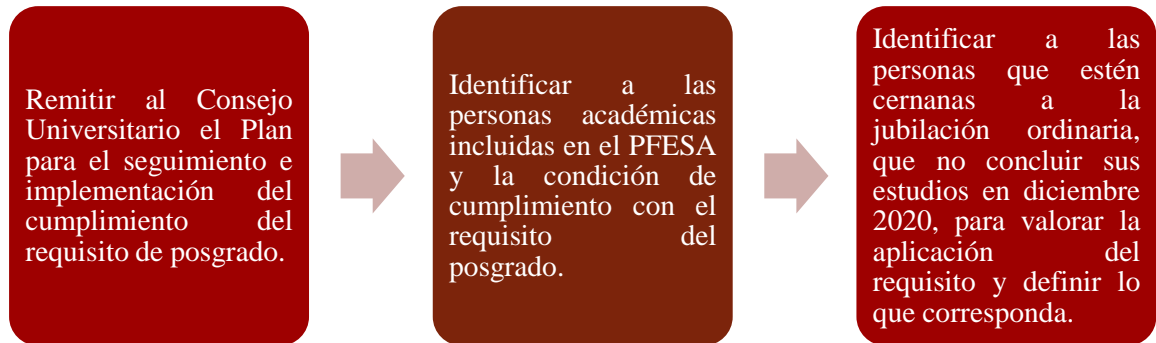 Remitir al Consejo
Universitario el Plan
para el seguimiento e
implementación del
cumplimiento del
requisito de posgrado.
Identificar a las
personas académicas
incluidas en el PFESA
y la condición de
cumplimiento con el
requisito del
posgrado.
Identificar a las
personas que estén
cernanas a la
jubilación ordinaria,
que no concluir sus
estudios en diciembre
2020, para valorar la
aplicación del
requisito y definir lo
que corresponda.